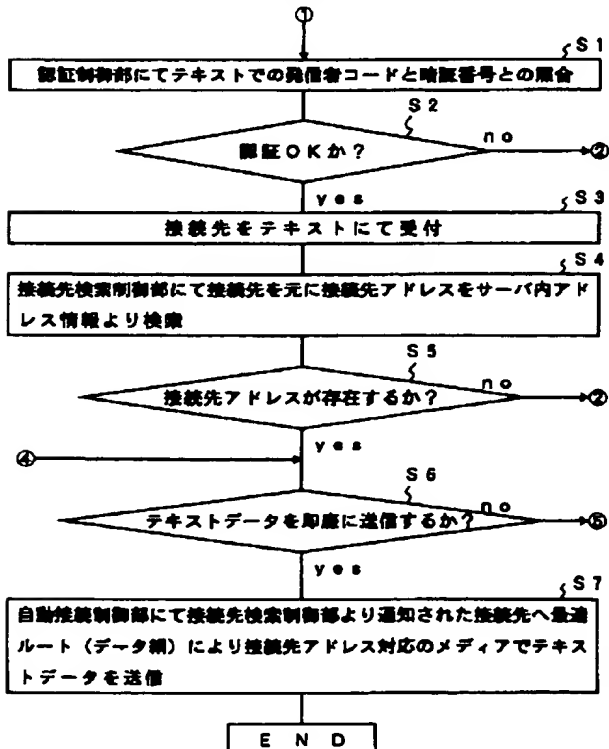 ①
S1
認証制御部にてテキストでの発信者コードと暗証番号との照合
S2
認証OKか？
no
②
yes
S3
接続先をテキストにて受付
S4
接続先検索制御部にて接続先を元に接続先アドレスをサーバ内アド
レス情報より検索
S5
接続先アドレスが存在するか？
no
②
yes
④
S6
テキストデータを即座に送信するか？
no
⑤
yes
S7
自動接続制御部にて接続先検索制御部より通知された接続先へ最適
ルート（データ網）により接続先アドレス対応のメディアでテキス
トデータを送信
END